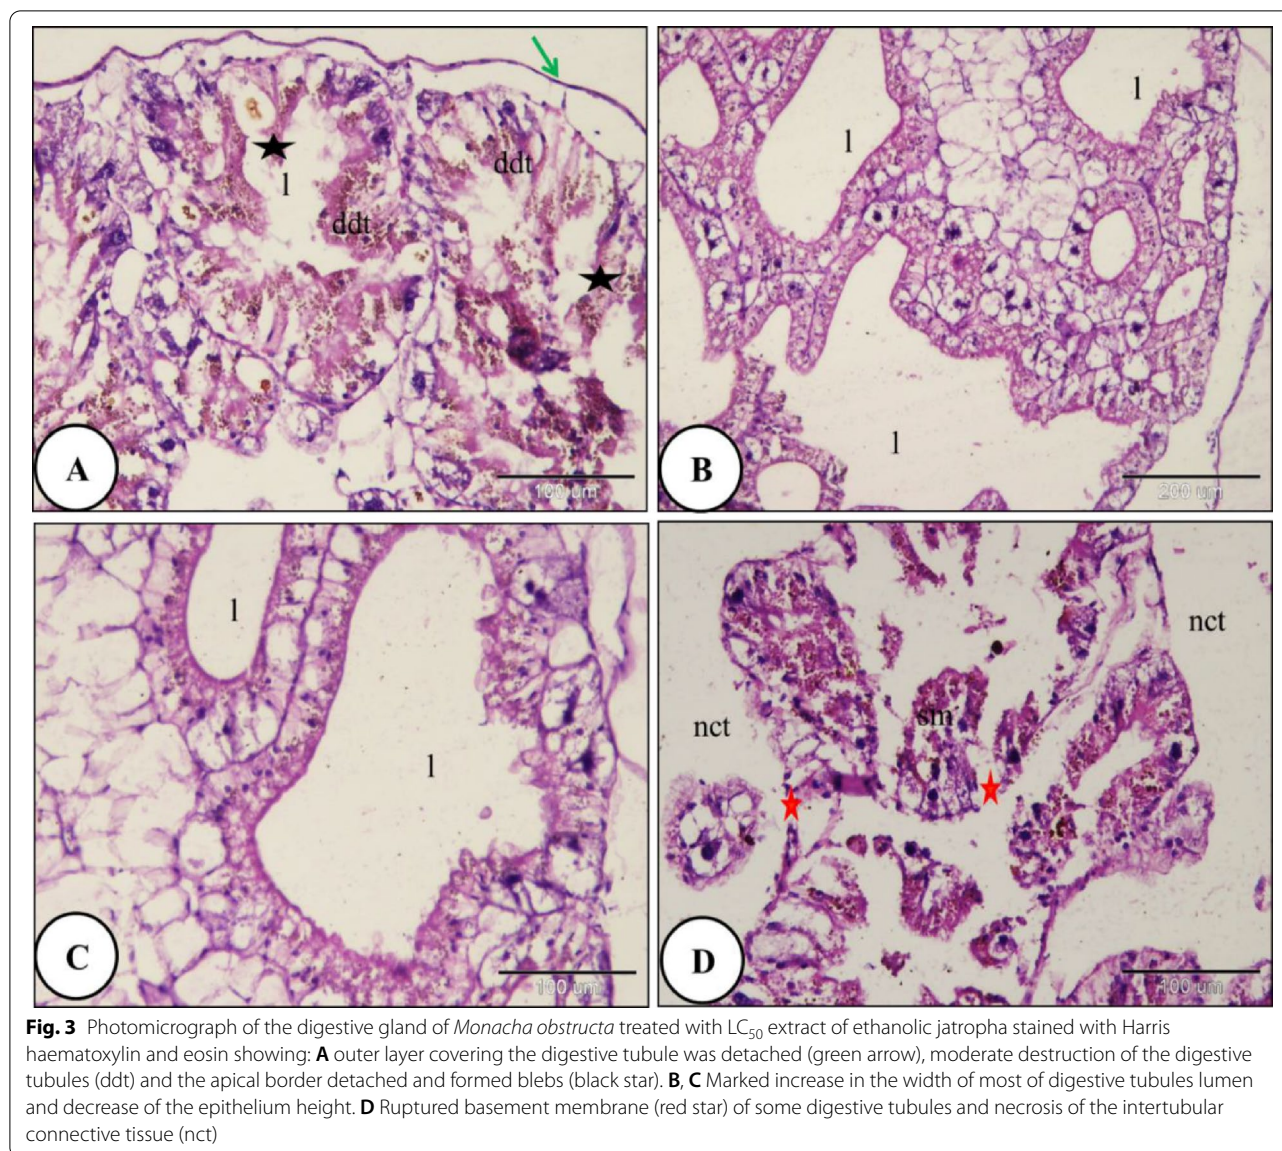 ddt
l
ddt
A
100 um
l
l
l
B
200 um
l
l
C
100 um
nct
nct
sm
D
100 um
Fig. 3 Photomicrograph of the digestive gland of Monacha obstructa treated with LC50 extract of ethanolic jatropha stained with Harris
haematoxylin and eosin showing: A outer layer covering the digestive tubule was detached (green arrow), moderate destruction of the digestive
tubules (ddt) and the apical border detached and formed blebs (black star). B, C Marked increase in the width of most of digestive tubules lumen
and decrease of the epithelium height. D Ruptured basement membrane (red star) of some digestive tubules and necrosis of the intertubular
connective tissue (nct)